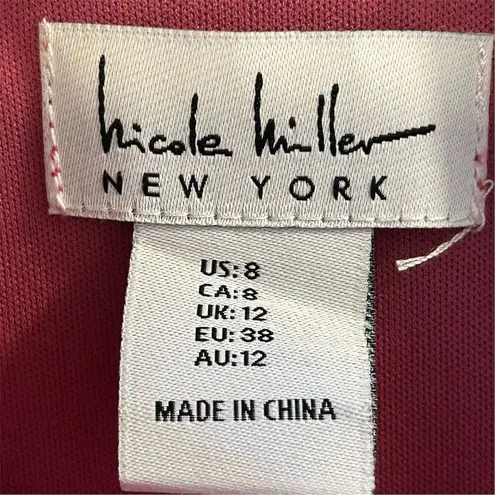 nicole miller
NEW YORK
US: 8
CA: 8
UK: 12
EU: 38
AU: 12
MADE IN CHINA